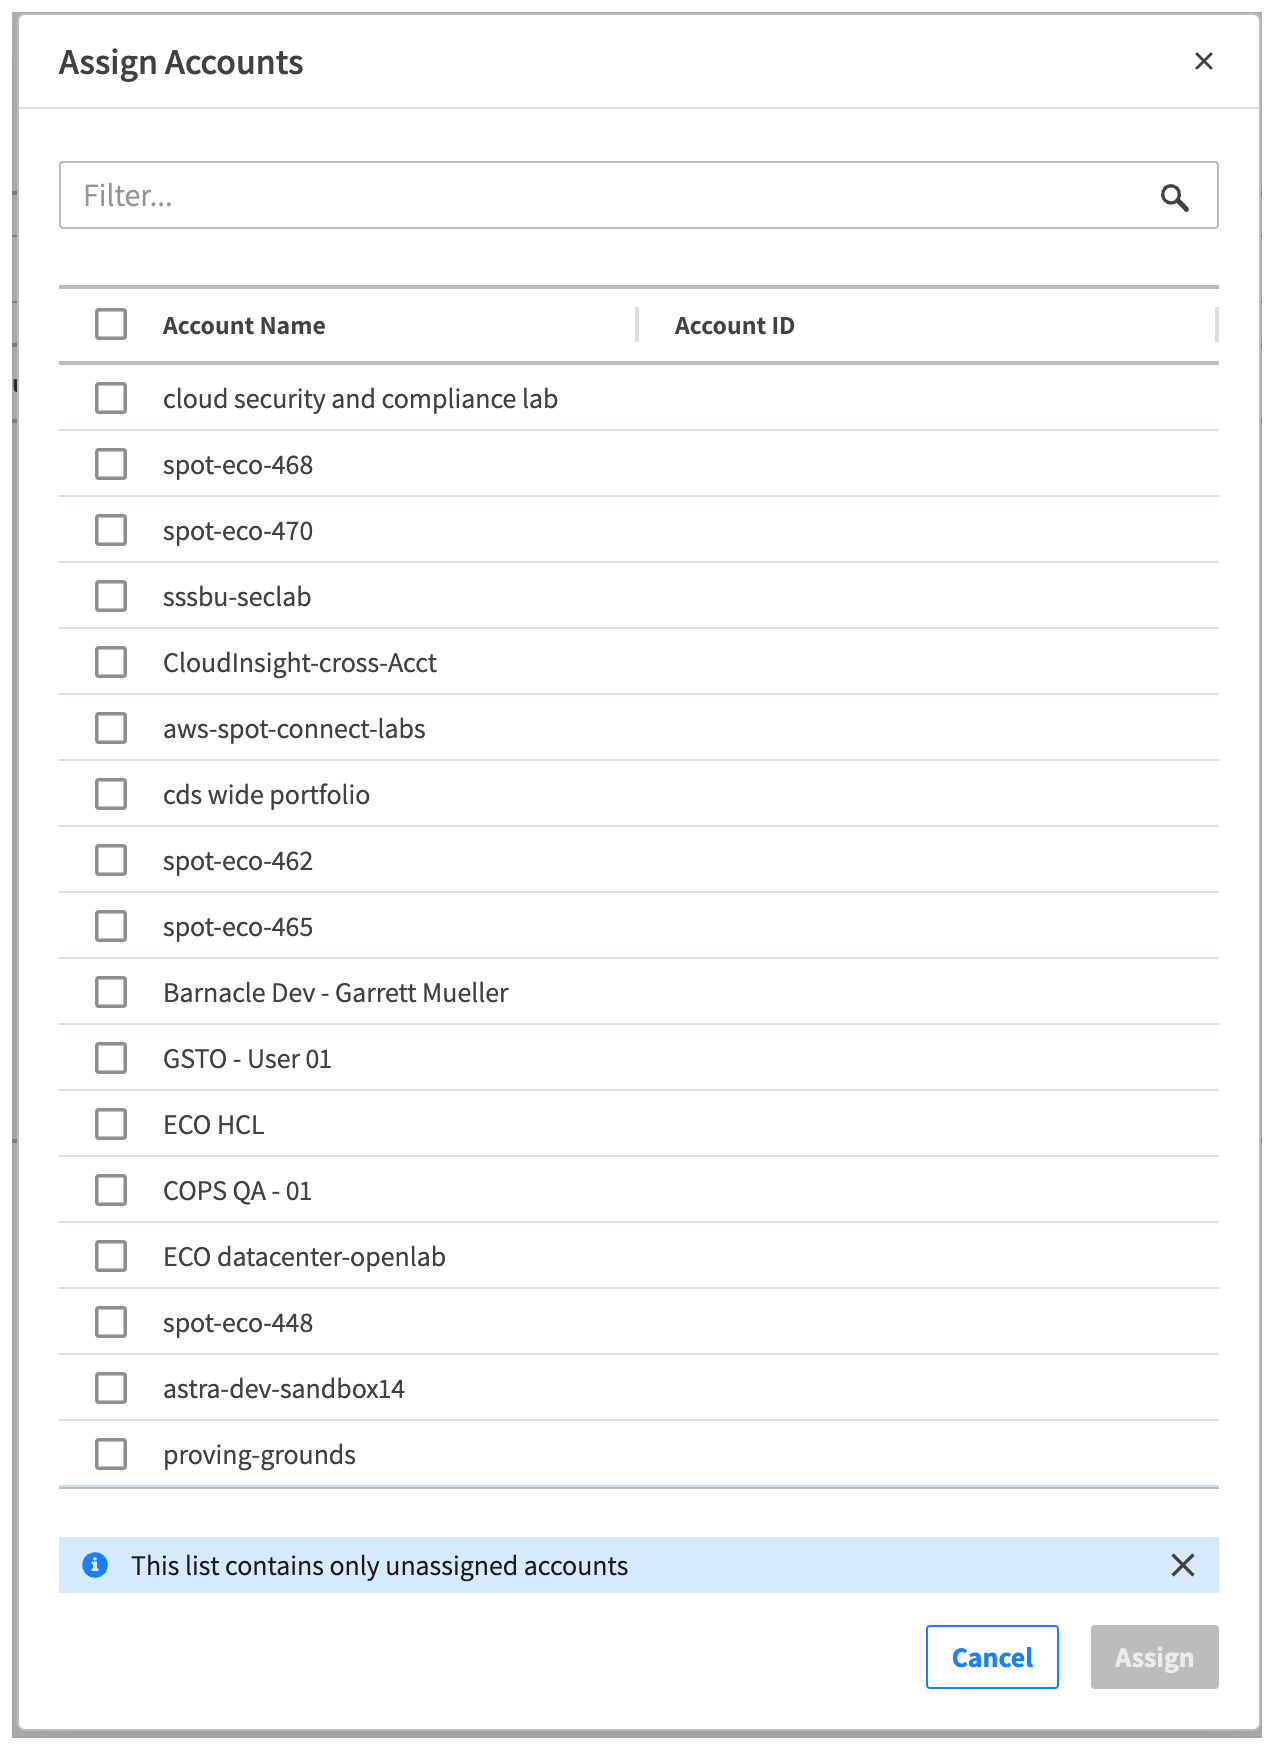 Assign Accounts
Filter...
Account Name Account ID
cloud security and compliance lab
spot-eco-468
spot-eco-470
sssbu-seclab
CloudInsight-cross-Acct
aws-spot-connect-labs
cds wide portfolio
spot-eco-462
spot-eco-465
Barnacle Dev - Garrett Mueller
GSTO - User 01
ECO HCL
COPS QA - 01
ECO datacenter-openlab
spot-eco-448
astra-dev-sandbox14
proving-grounds
This list contains only unassigned accounts
Cancel Assign